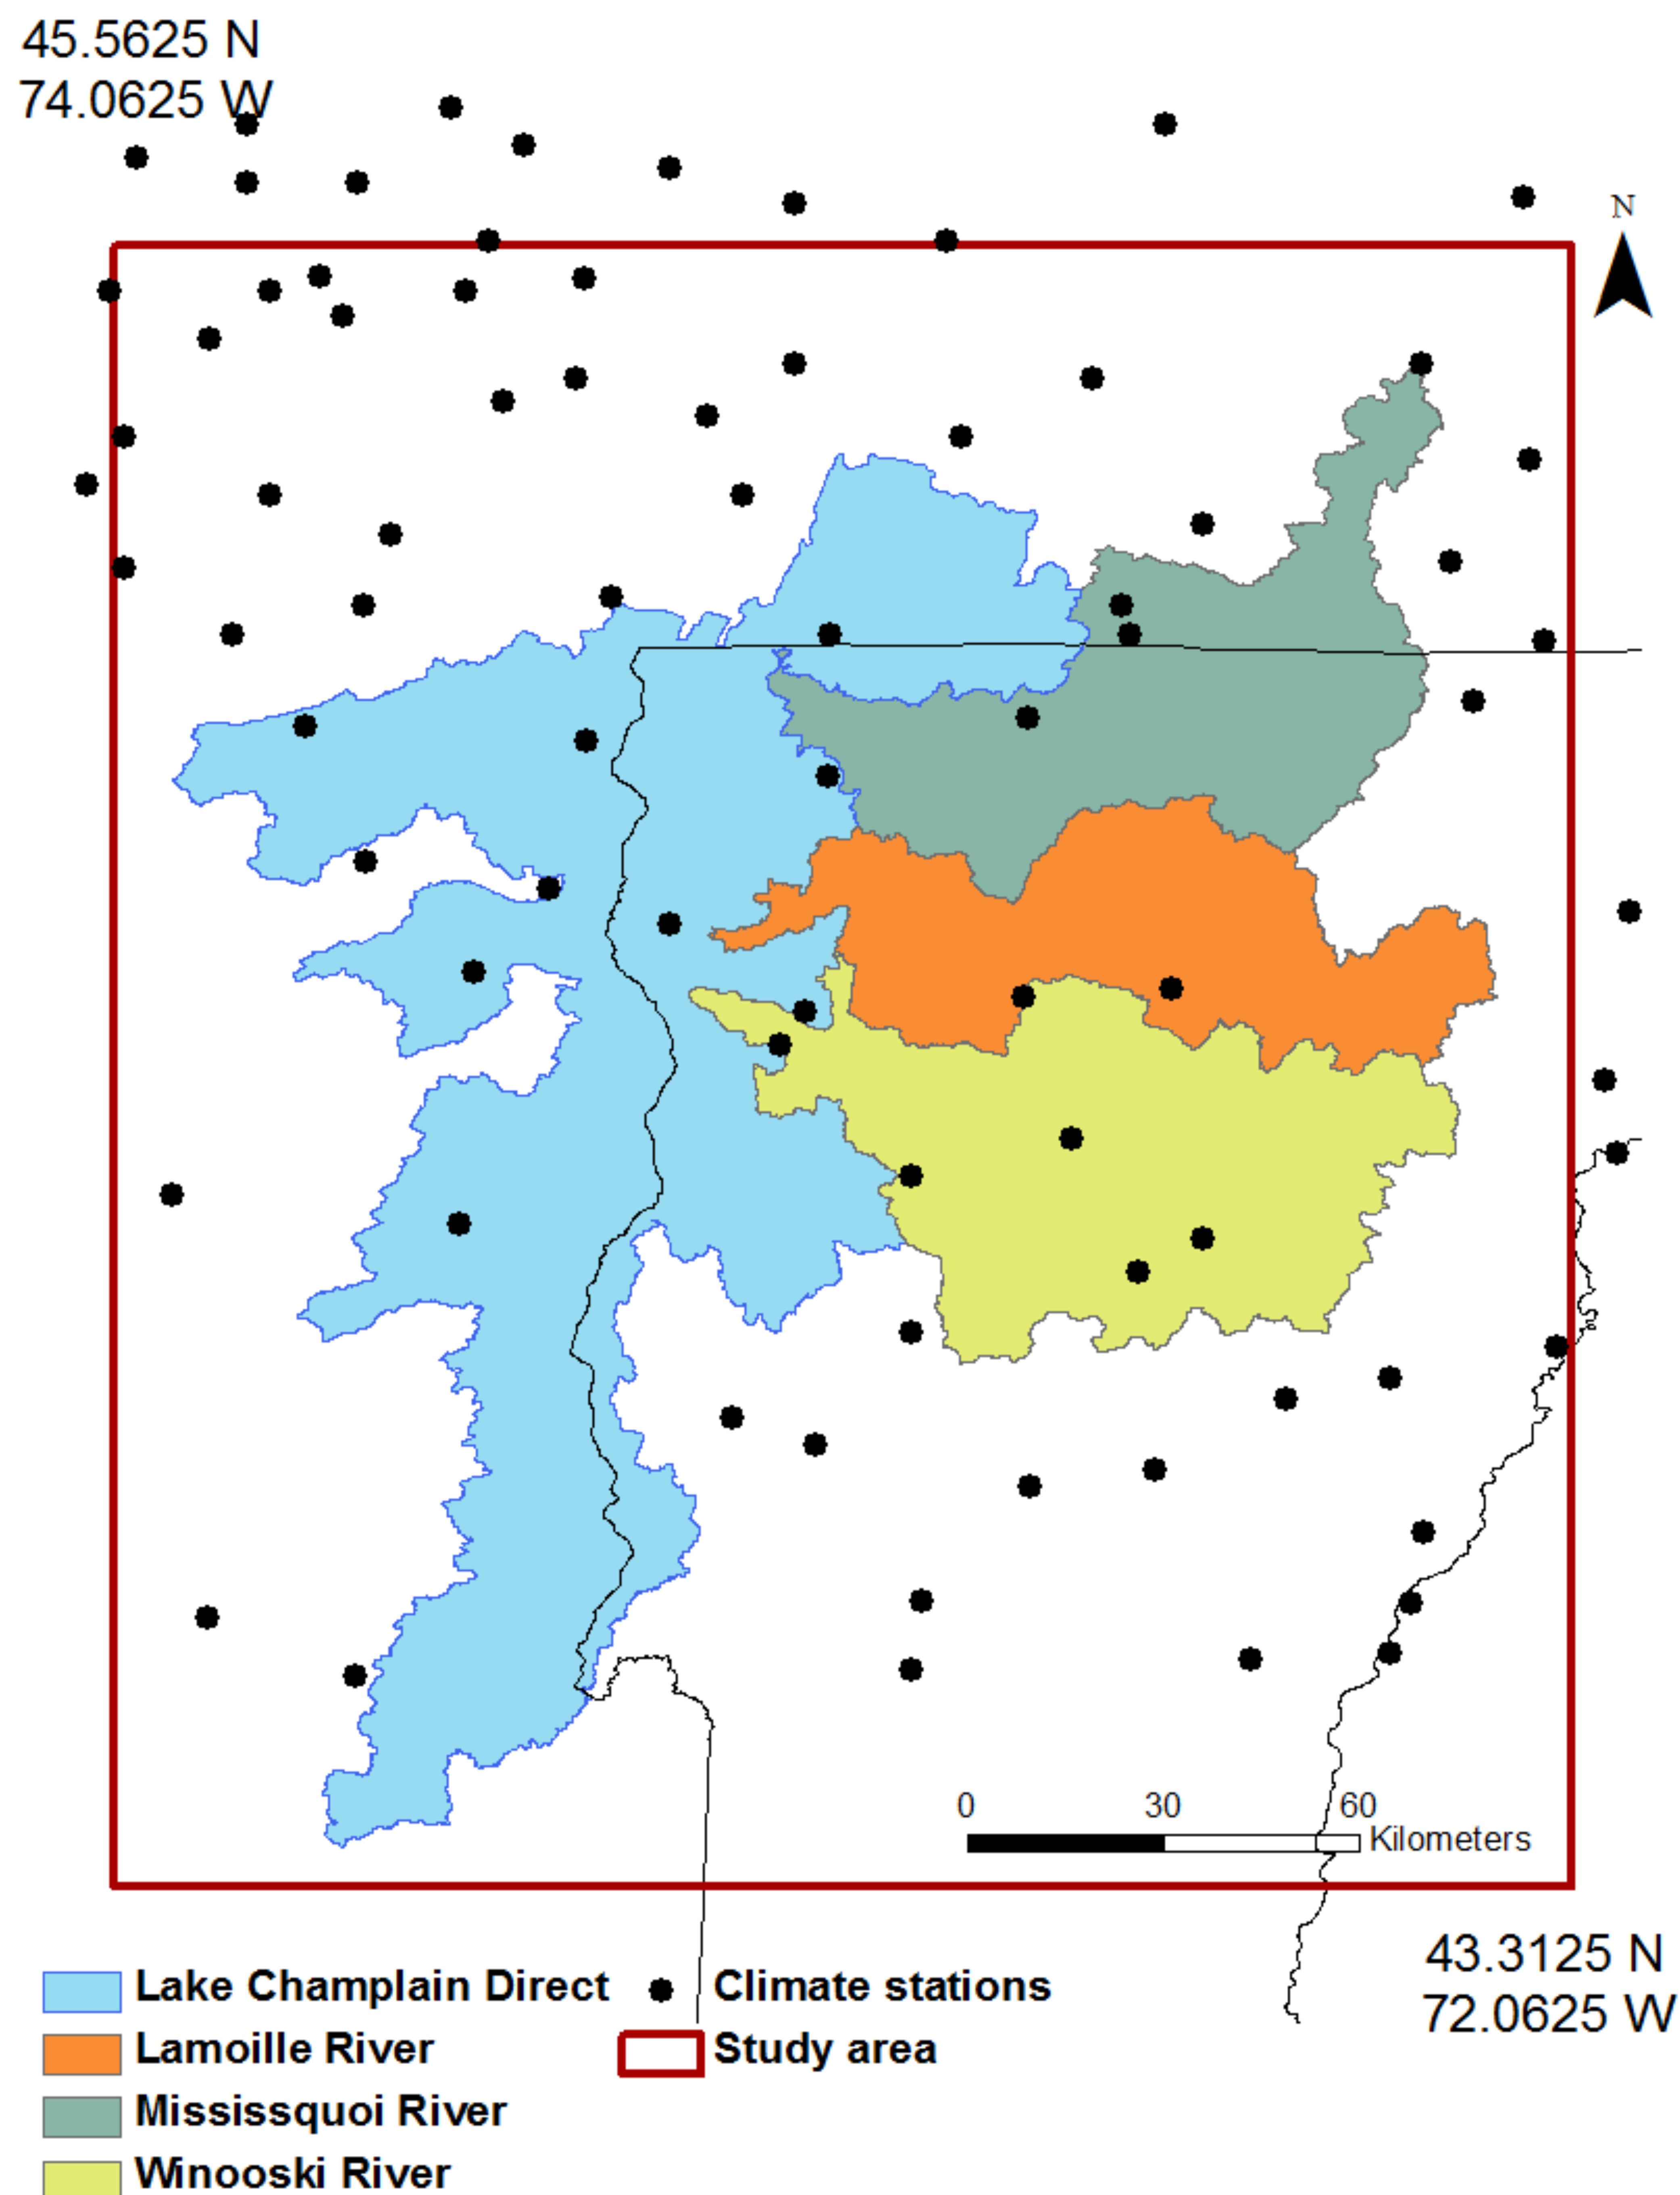 45.5625 N
74.0625 W
N
0 30 60
Kilometers
43.3125 N
72.0625 W
Lake Champlain Direct
Climate stations
Lamoille River
Study area
Mississquoi River
Winooski River